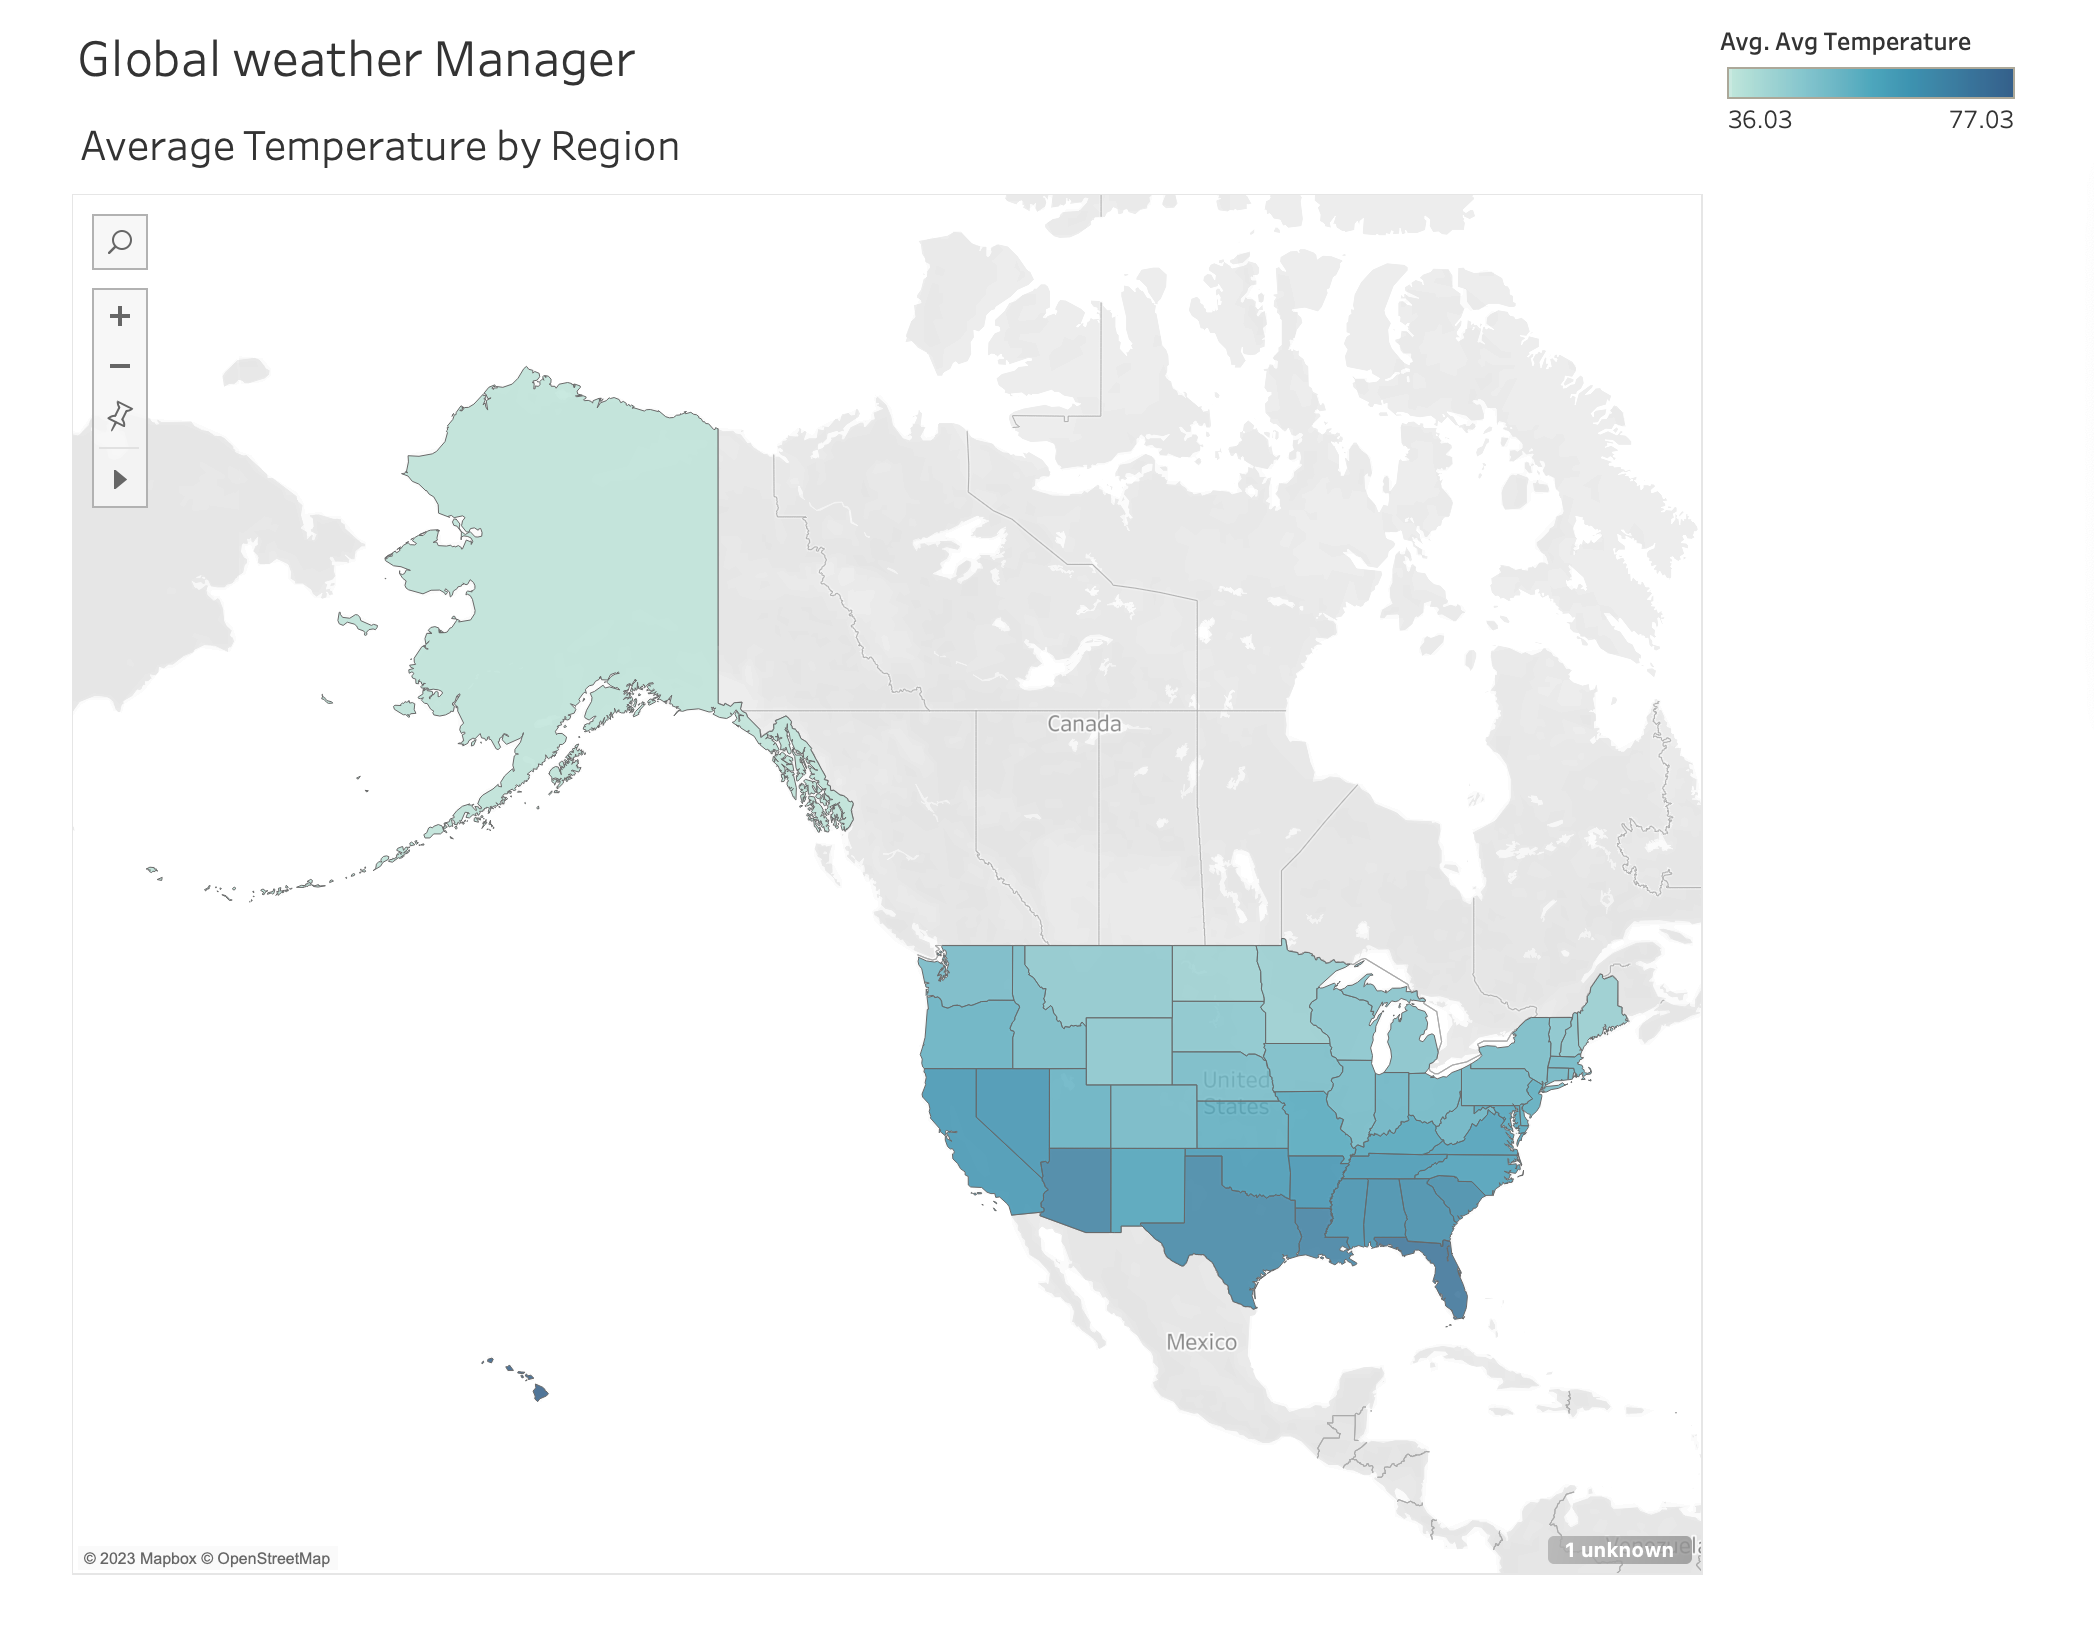 Global weather Manager
Avg. Avg Temperature
36.03 77.03
Average Temperature by Region
Canada
United
States
Mexico
© 2023 Mapbox © OpenStreetMap
1 unknown